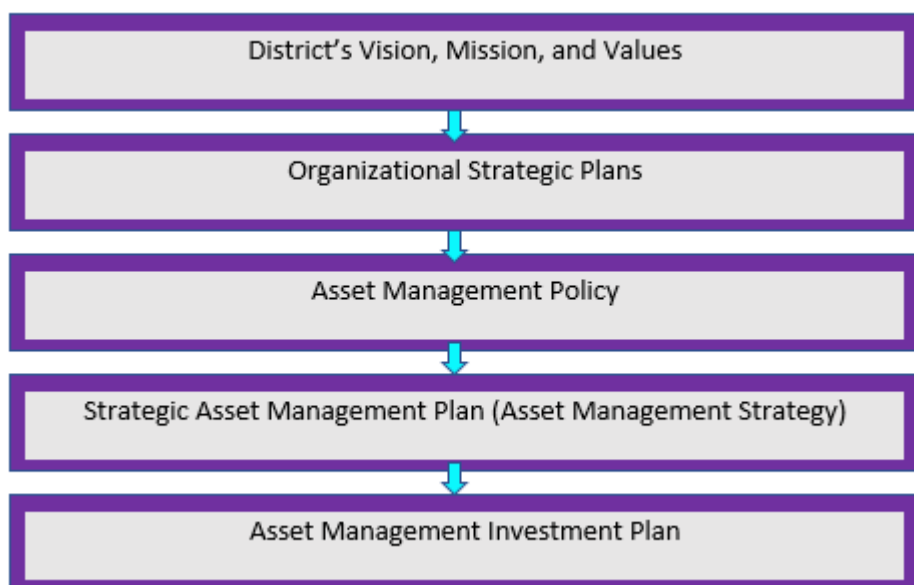 District’s Vision, Mission, and Values
Organizational Strategic Plans
Asset Management Policy
Strategic Asset Management Plan (Asset Management Strategy)
Asset Management Investment Plan